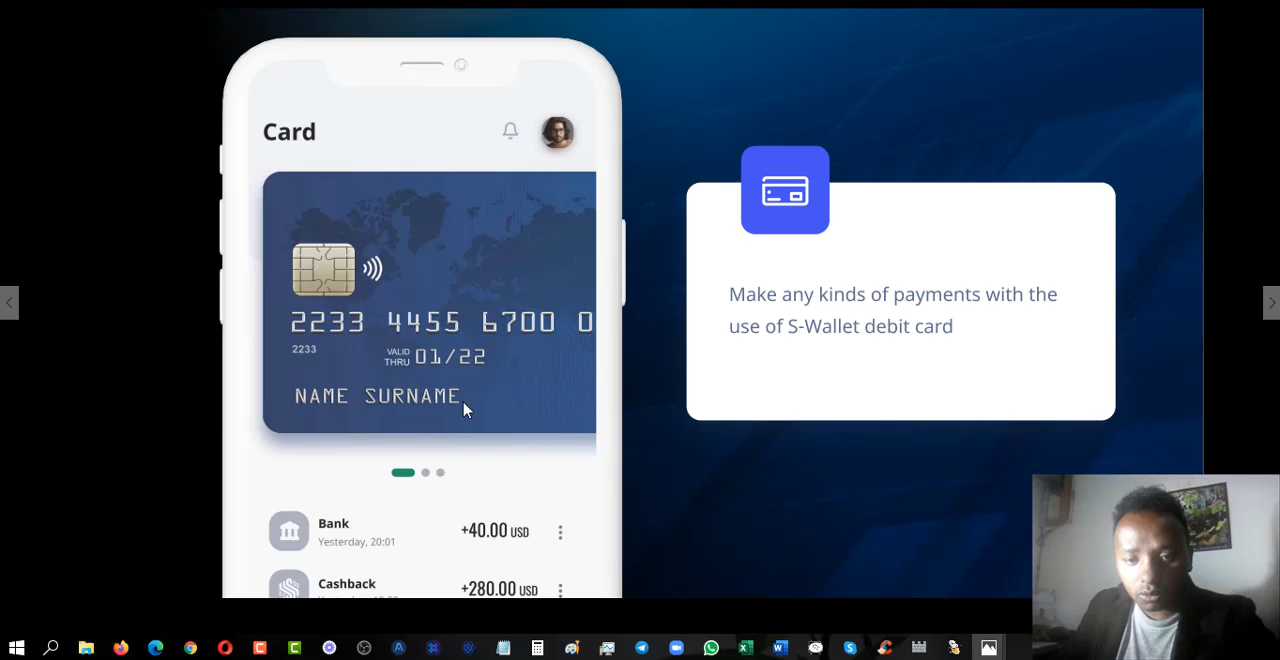 Card
2233 4455 6700 0
2233
VALID
THRU 01/22
NAME SURNAME
Make any kinds of payments with the
use of S-Wallet debit card
Bank
Yesterday, 20:01
+40.00 USD
Cashback
+280.00 USD